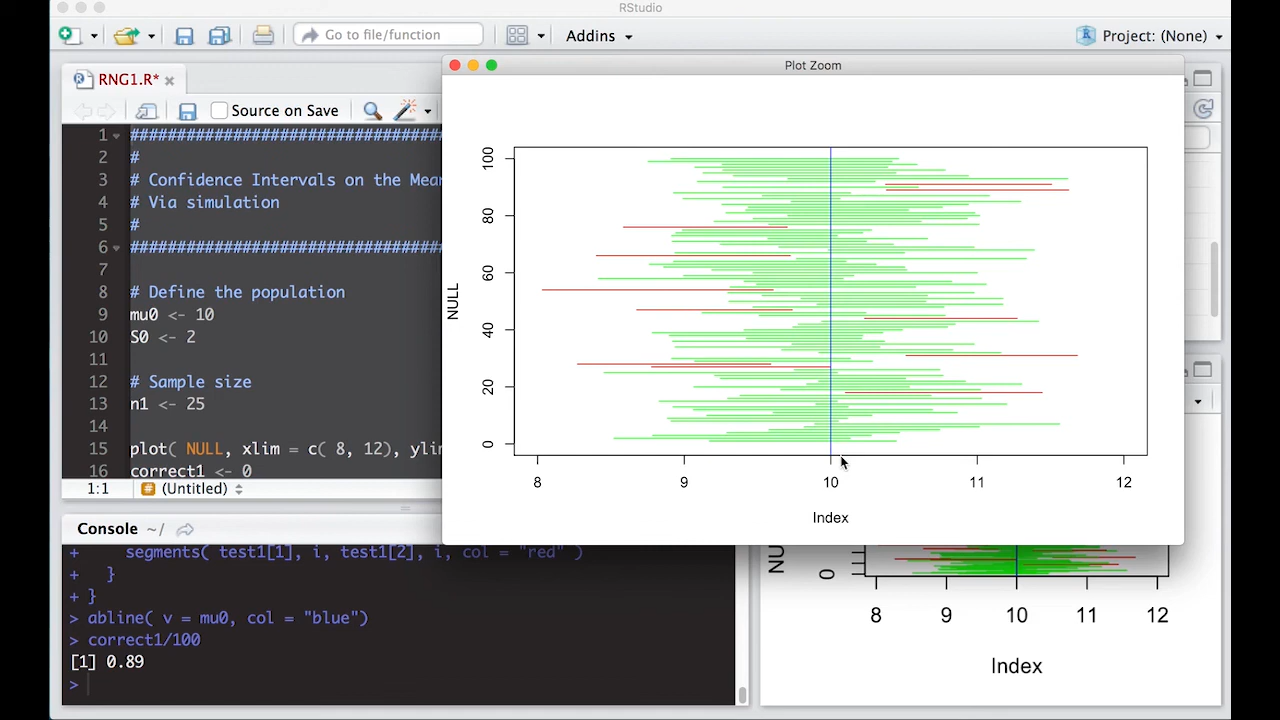 RStudio
Go to file/function
Addins
Project: (None)
RNG1.R*
Source on Save
1 ##################################
2 #
3 # Confidence Intervals on the Mea
4 # Via simulation
5 #
6 ##################################
7
8 # Define the population
9 mu0 <- 10
10 S0 <- 2
11
12 # Sample size
13 n1 <- 25
14
15 plot( NULL, xlim = c( 8, 12), ylim
16 correct1 <- 0
1:1 (Untitled)
Console ~/
+ segments( test1[1], i, test1[2], i, col = "red" )
+ }
+ }
> abline( v = mu0, col = "blue")
> correct1/100
[1] 0.89
>
Plot Zoom
100
80
60
40
20
0
NULL
8 9 10 11 12
Index
NU
0
8 9 10 11 12
Index